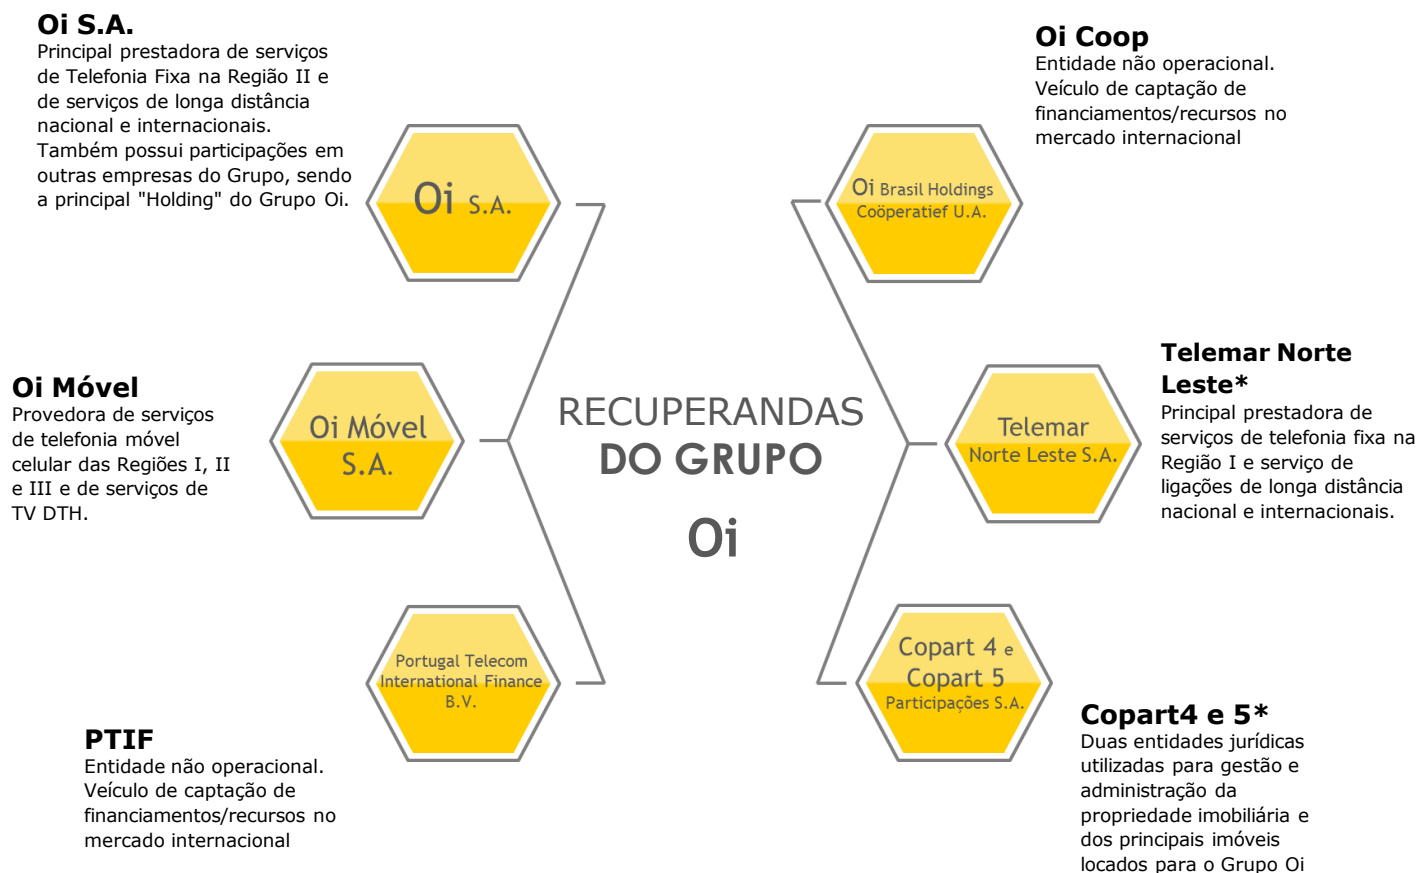 Oi S.A.
Principal prestadora de serviços
de Telefonia Fixa na Região II e
de serviços de longa distância
nacional e internacionais.
Também possui participações em
outras empresas do Grupo, sendo
a principal "Holding" do Grupo Oi.
Oi S.A.
Oi Coop
Entidade não operacional.
Veículo de captação de
financiamentos/recursos no
mercado internacional
Oi Brasil Holdings
Coöperatief U.A.
Oi Móvel
Provedora de serviços
de telefonia móvel
celular das Regiões I, II
e III e de serviços de
TV DTH.
Oi Móvel
S.A.
RECUPERANDAS
DO GRUPO
Oi
Telemar
Norte Leste S.A.
Telemar Norte
Leste*
Principal prestadora de
serviços de telefonia fixa na
Região I e serviço de
ligações de longa distância
nacional e internacionais.
Portugal Telecom
International Finance
B.V.
PTIF
Entidade não operacional.
Veículo de captação de
financiamentos/recursos no
mercado internacional
Copart 4 e
Copart 5
Participações S.A.
Copart4 e 5*
Duas entidades jurídicas
utilizadas para gestão e
administração da
propriedade imobiliária e
dos principais imóveis
locados para o Grupo Oi